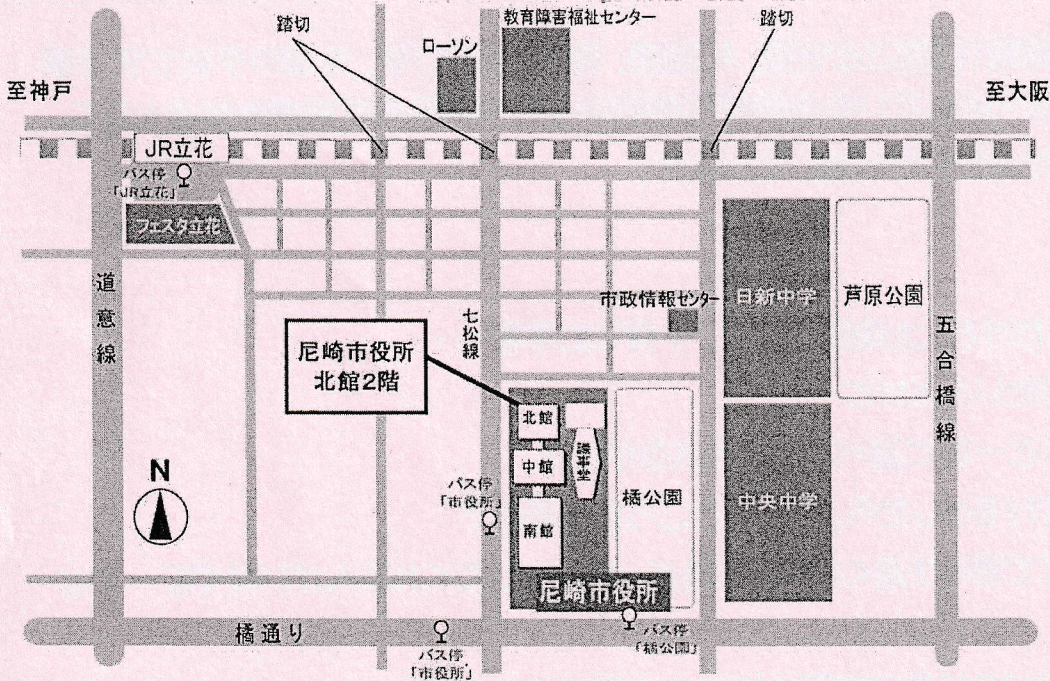 教育障害福祉センター
踏切
踏切
ローソン
至神戸
至大阪
JR立花
バス停
「JR立花」
フェスタ立花
市政情報センター
日新中学
芦原公園
道意線
七松線
五合橋線
尼崎市役所
北館2階
北館
議事堂
中館
バス停
「市役所」
橘公園
中央中学
南館
N
尼崎市役所
橘通り
バス停
「市役所」
バス停
「橘公園」